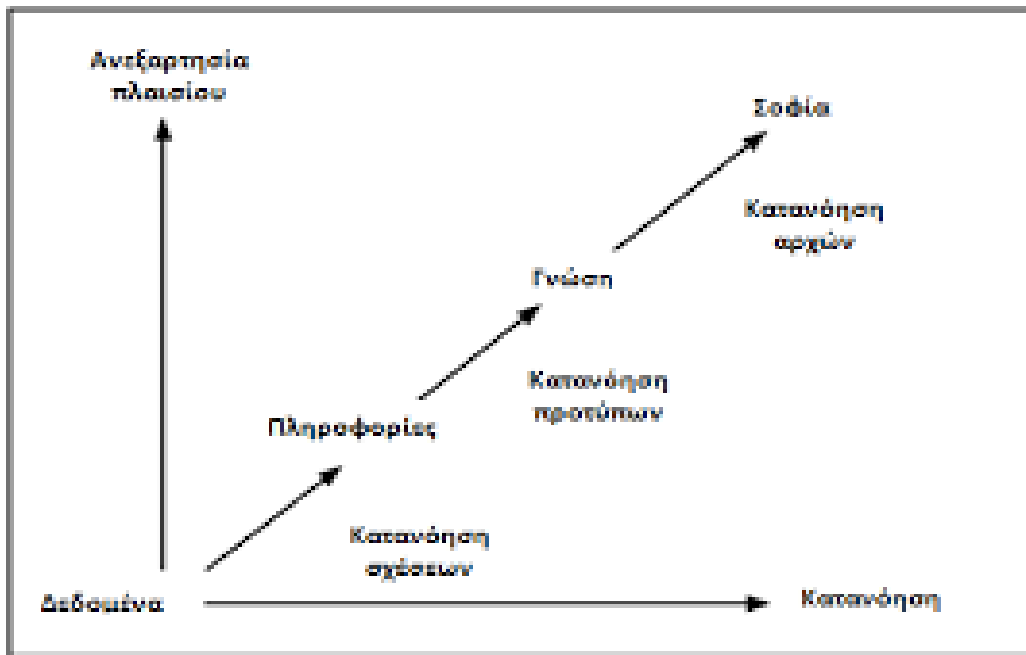 Ανεξαρτησία
πλαισίου
Σοφία
Κατανόηση
αρχών
Γνώση
Κατανόηση
προτύπων
Πληροφορίες
Κατανόηση
σχέσεων
Δεδομένα
Κατανόηση